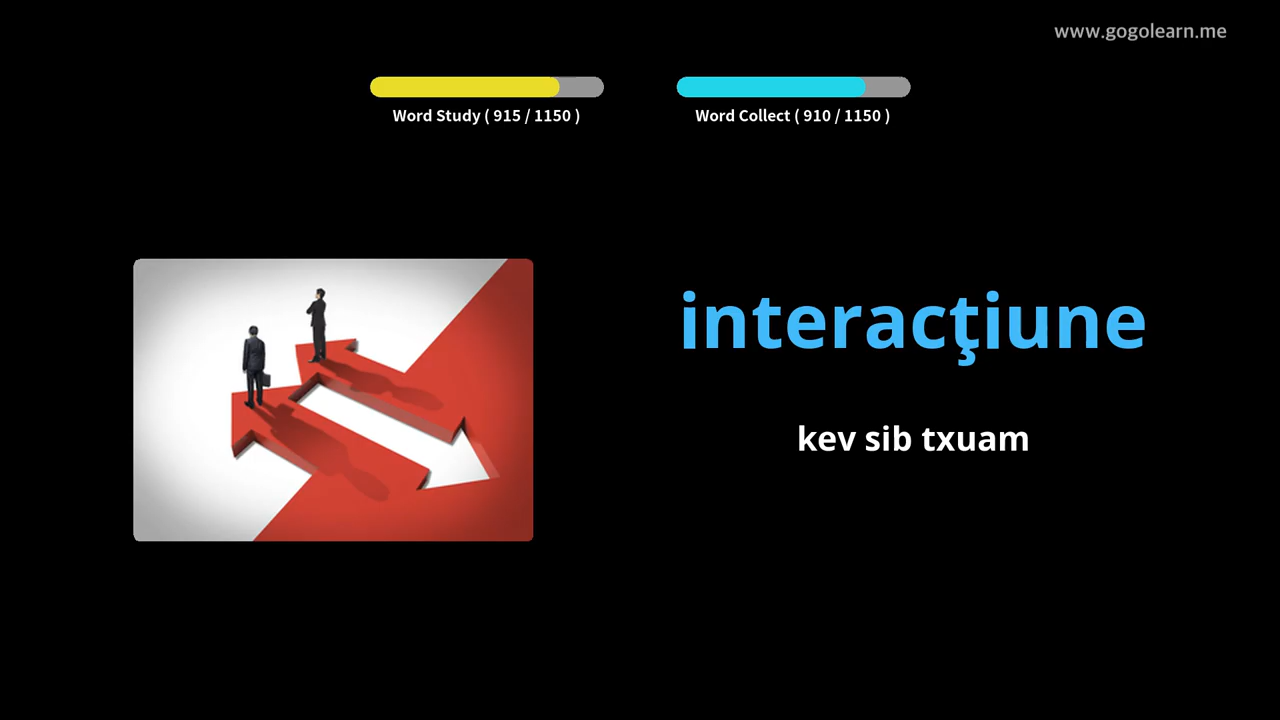 www.gogolearn.me
Word Study ( 915 / 1150 )
Word Collect ( 910 / 1150 )
interacţiune
kev sib txuam